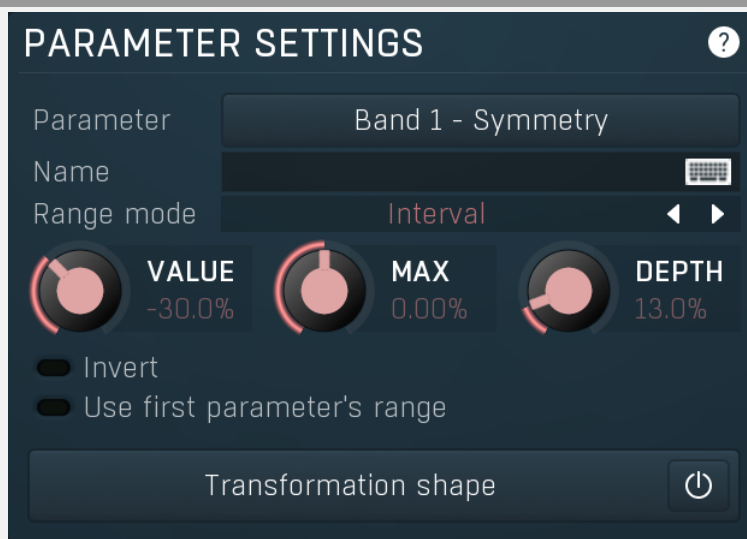 PARAMETER SETTINGS ?
Parameter Band 1 - Symmetry
Name
Range mode Interval
VALUE MAX DEPTH
-30.0% 0.00% 13.0%
Invert
Use first parameter's range
Transformation shape